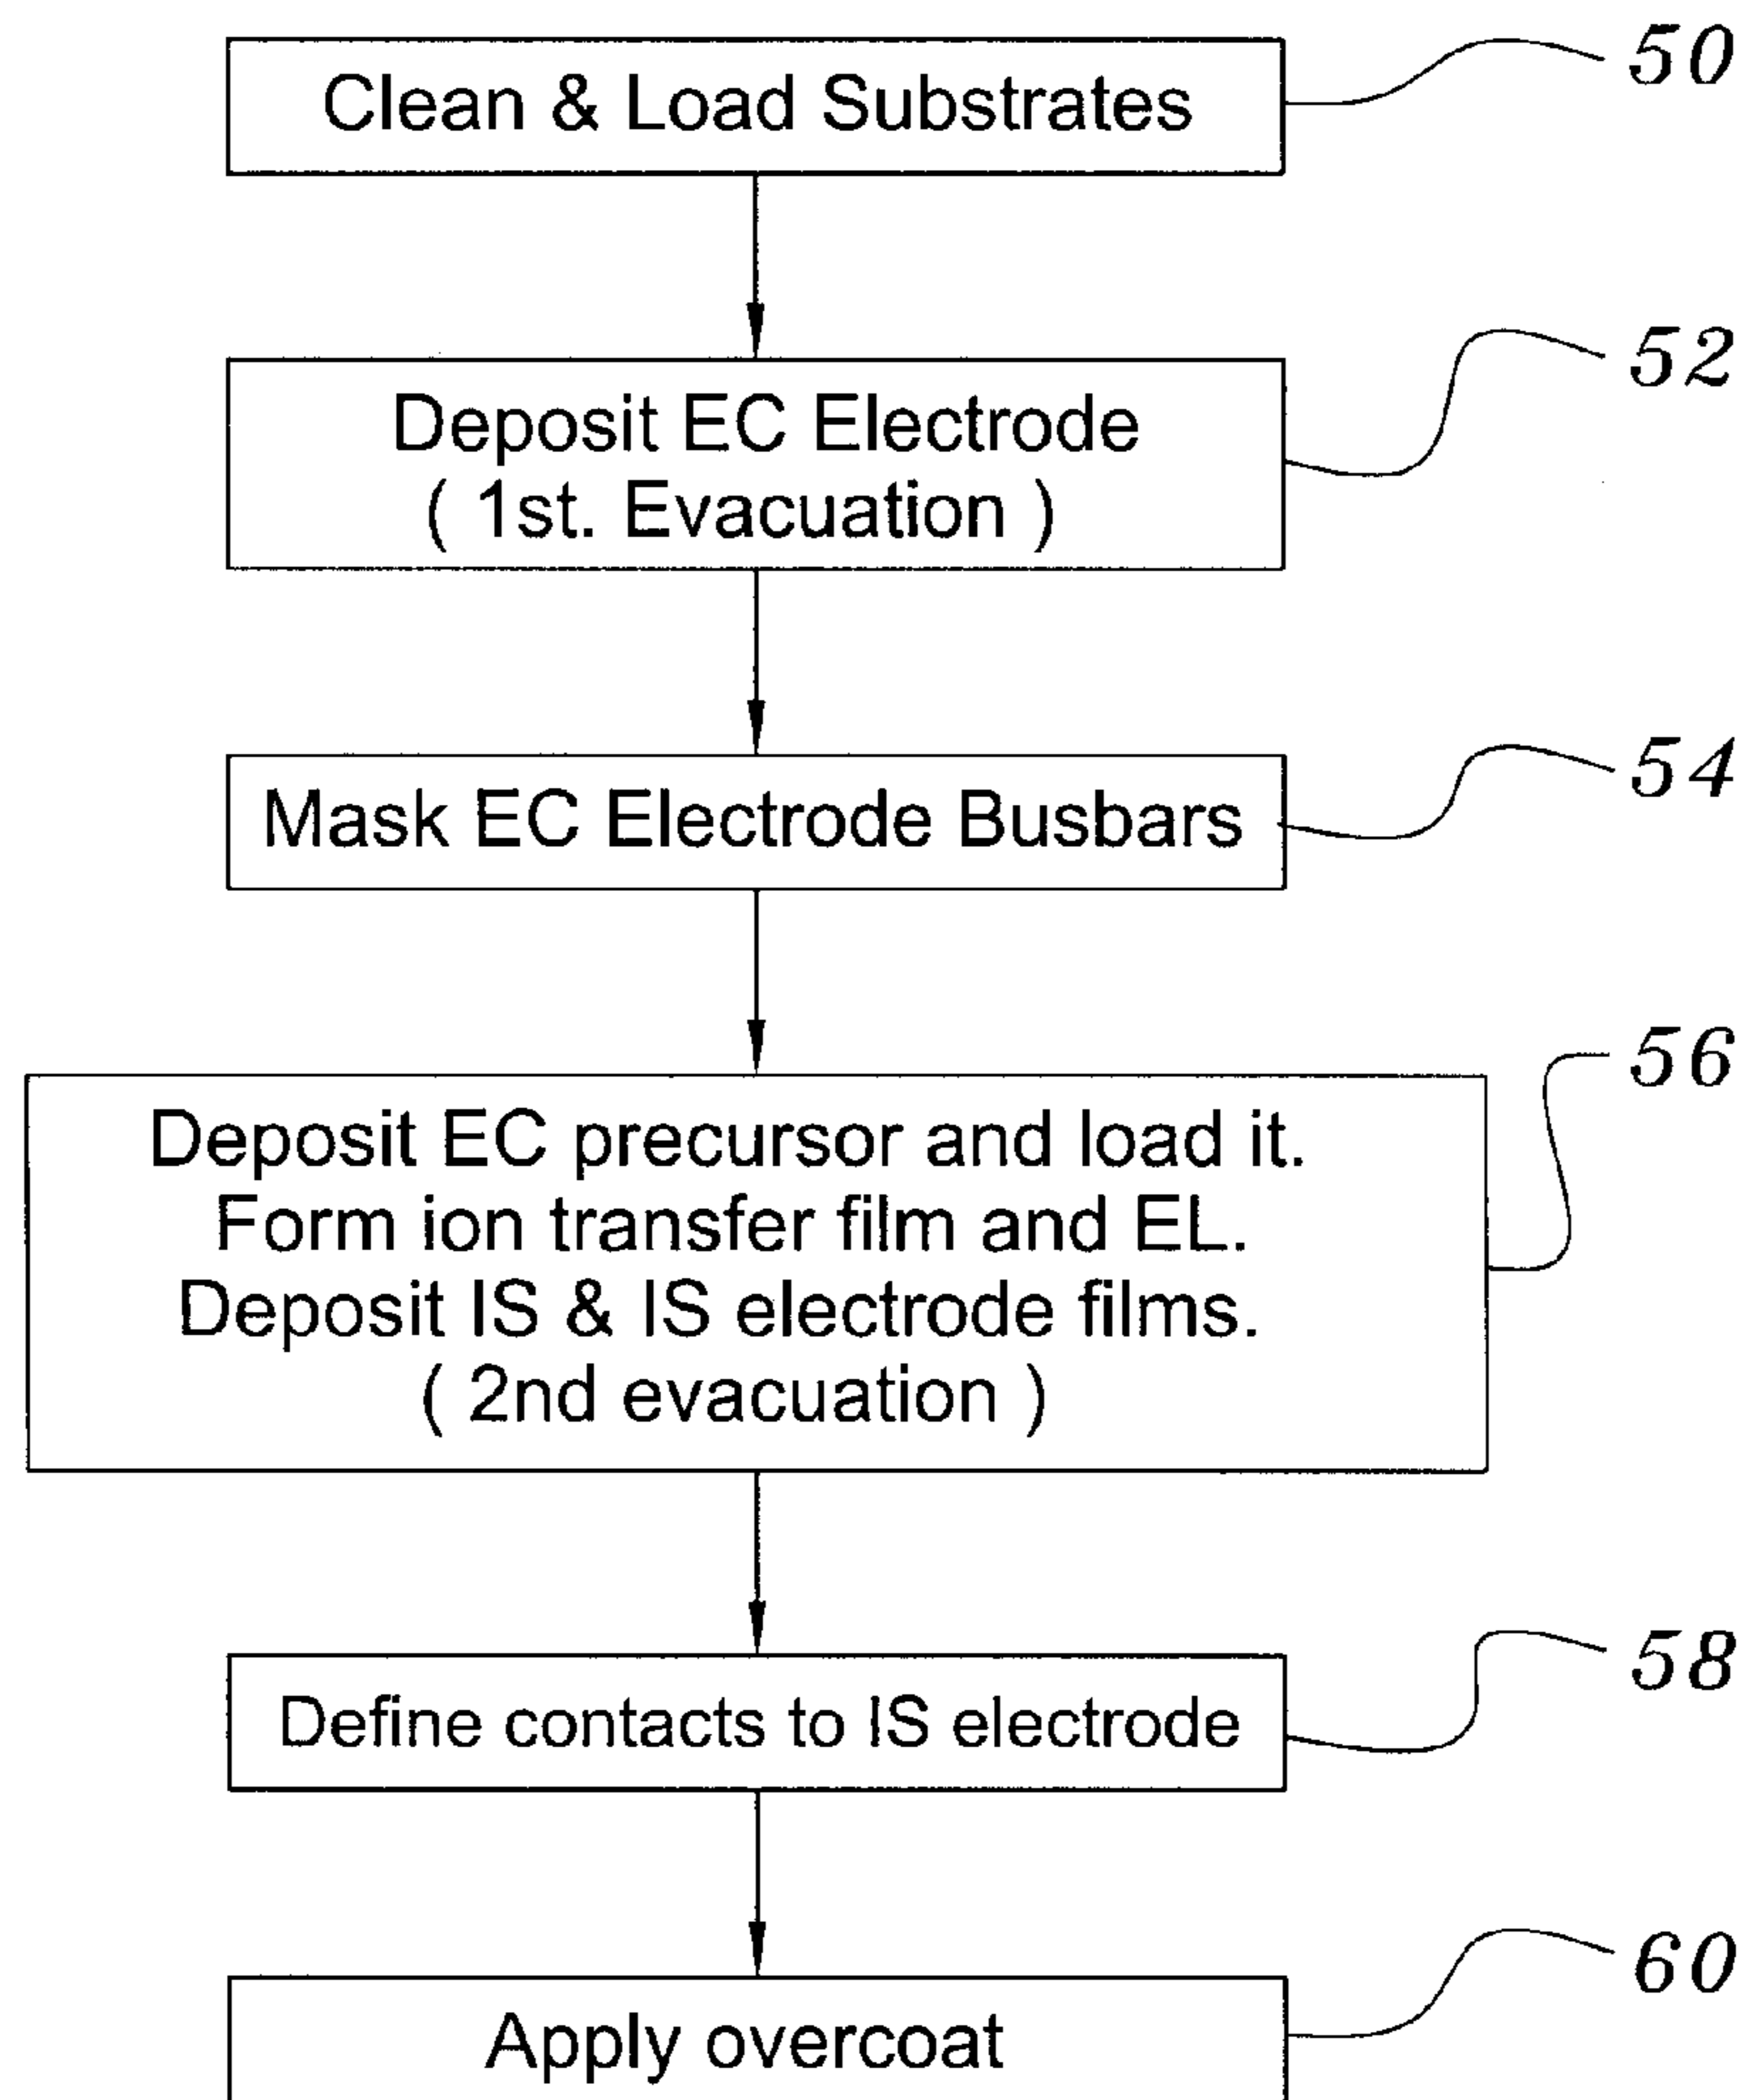 Clean & Load Substrates
50
Deposit EC Electrode
( 1st. Evacuation )
52
Mask EC Electrode Busbars
54
Deposit EC precursor and load it.
Form ion transfer film and EL.
Deposit IS & IS electrode films.
( 2nd evacuation )
56
Define contacts to IS electrode
58
Apply overcoat
60